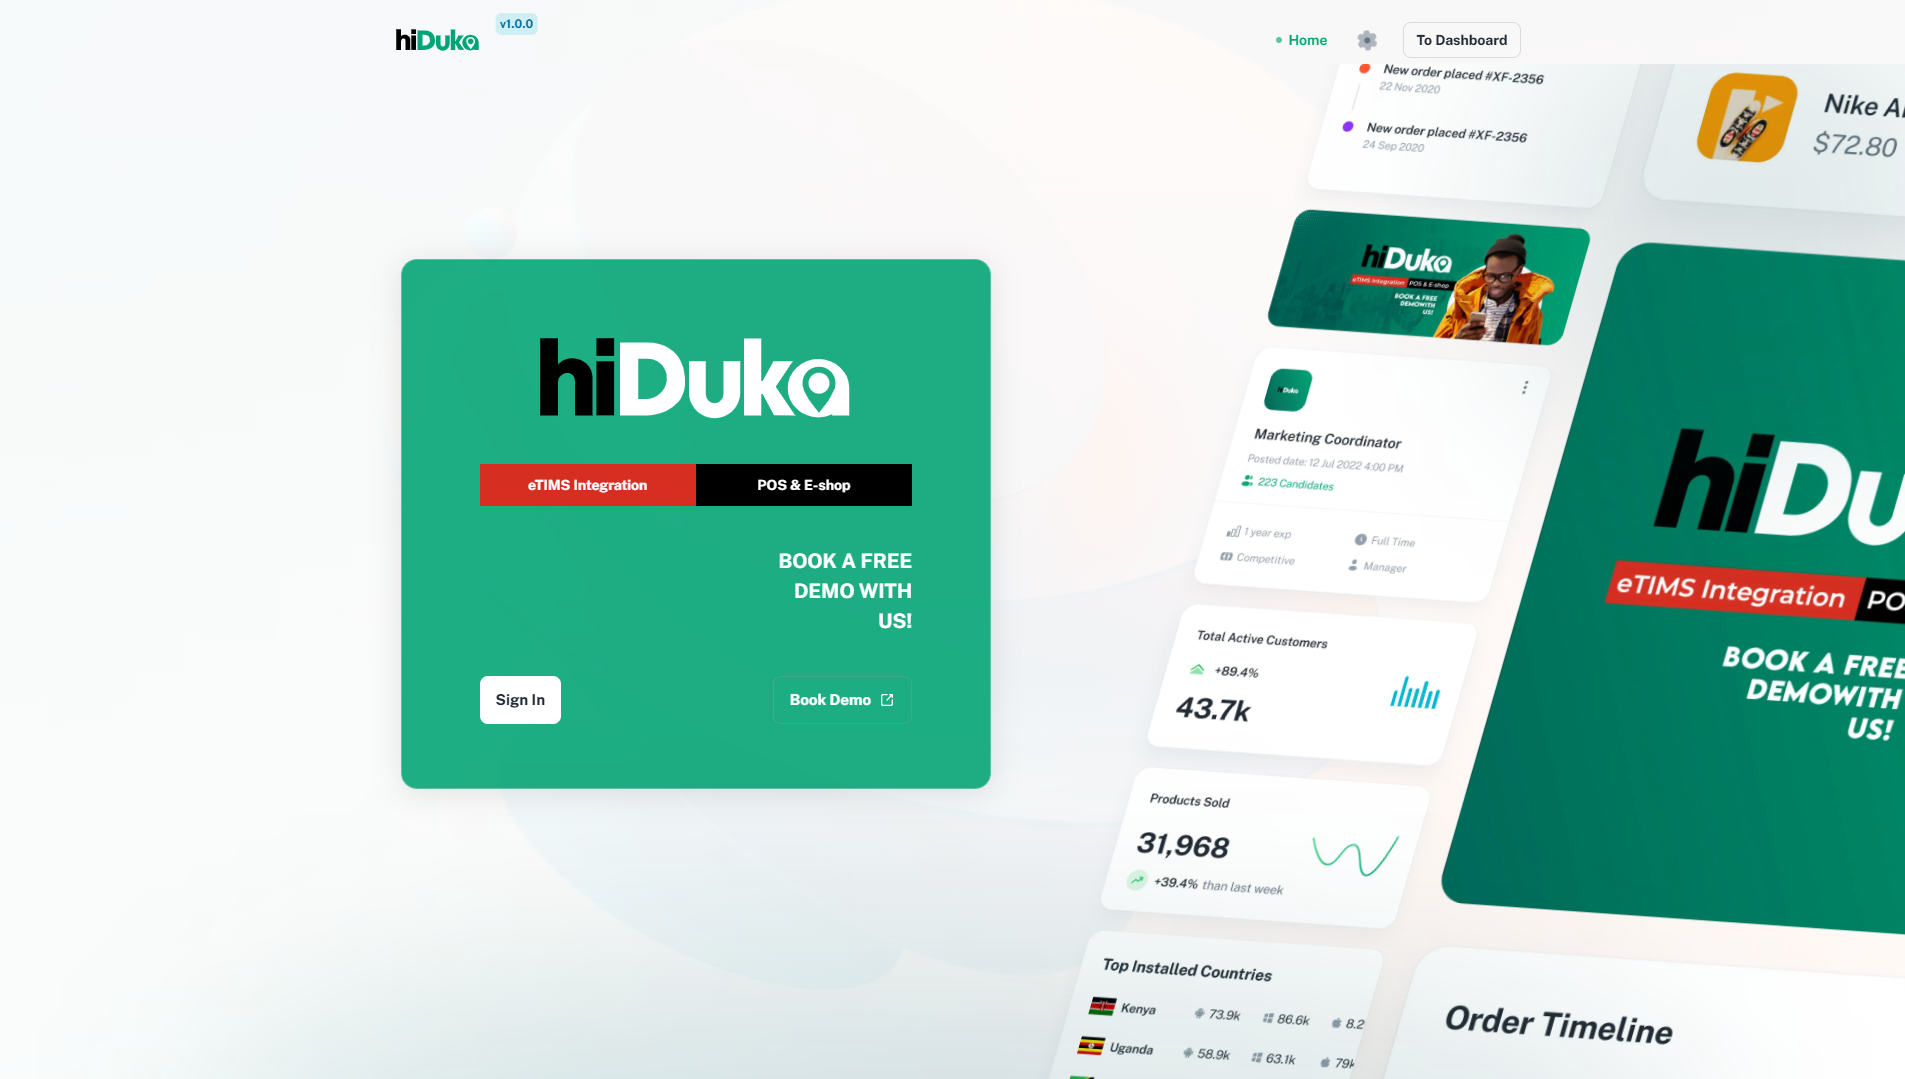 hiDuka
v1.0.0
Home
To Dashboard
New order placed #XF-2356
22 Nov 2020
New order placed #XF-2356
24 Sep 2020
$72.80
hiDuka
eTIMS Integration
POS & E-shop
BOOK A FREE
DEMO WITH
US!
Sign In
Book Demo
hiDuka
eTIMS Integration POS & E-shop
BOOK A FREE
DEMOWITH
US!
hiDuka
Marketing Coordinator
Posted date: 12 Jul 2022 4:00 PM
223 Candidates
1 year exp
Full Time
Competitive
Manager
Total Active Customers
+89.4%
43.7k
Products Sold
31,968
+39.4% than last week
Top Installed Countries
Kenya 73.9k 86.6k 8.2
Uganda 58.9k 63.1k 79k
Nike
hiDu
eTIMS Integration
BOOK A FREE
DEMOWITH
US!
Order Timeline